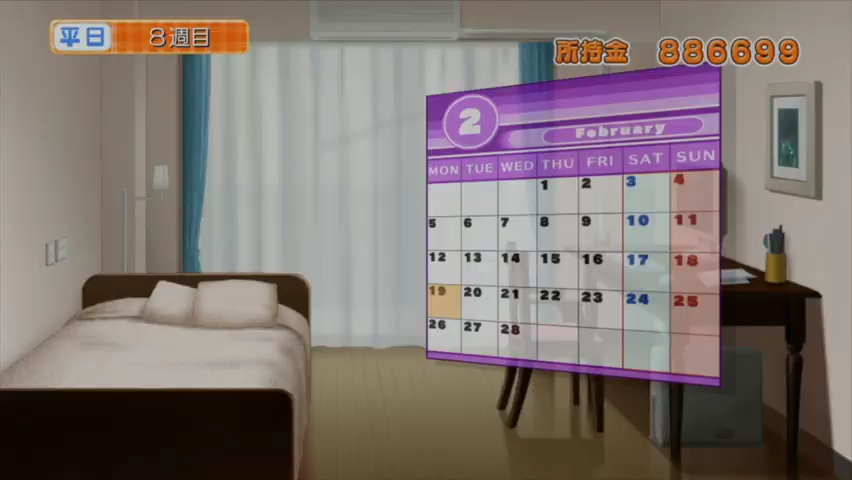 平日 8週目
所持金 886699
2
February
MON TUE WED THU FRI SAT SUN
1 2 3 4
5 6 7 8 9 10 11
12 13 14 15 16 17 18
19 20 21 22 23 24 25
26 27 28